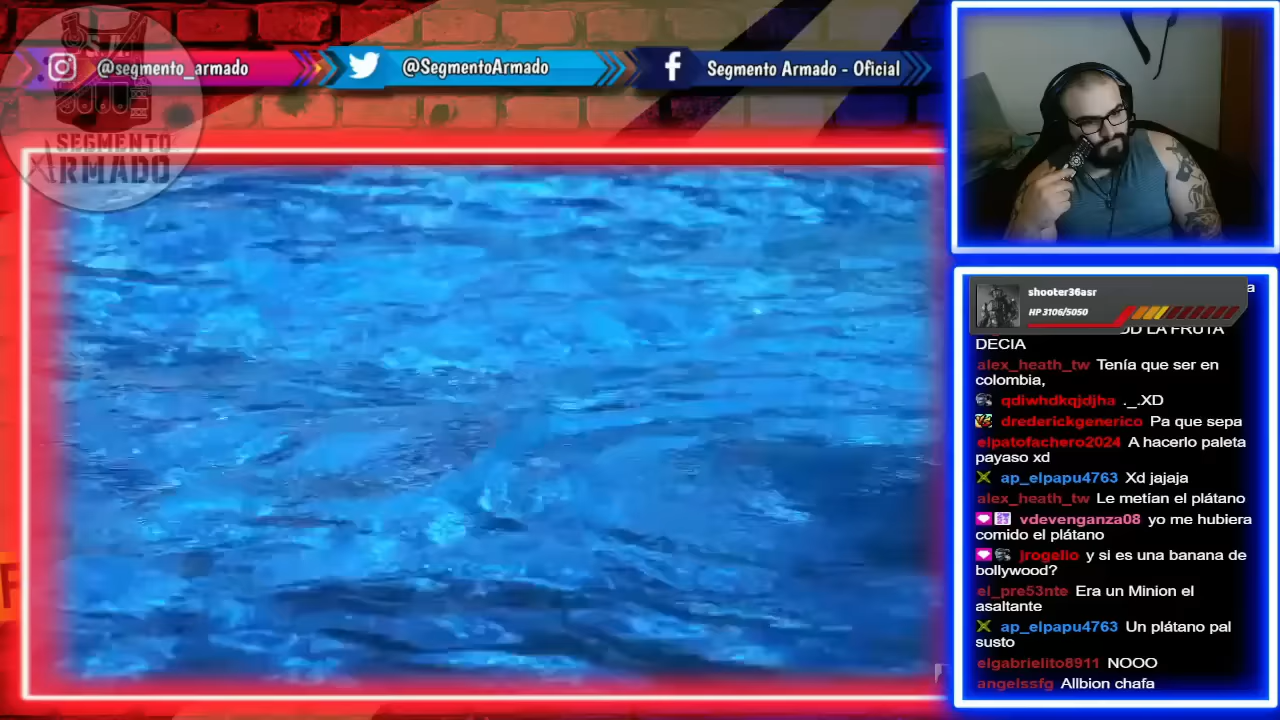 @segmento_armado
@SegmentoArmado
Segmento Armado - Oficial
S.A.
SEGMENTO
ARMADO
shooter36asr
HP 3106/5050
a
LA FRUTA
DECIA
alex_heath_tw Tenía que ser en
colombia,
qdiwhdkqjdjha ._.XD
drederickgenerico Pa que sepa
elpatofachero2024 A hacerlo paleta
payaso xd
ap_elpapu4763 Xd jajaja
alex_heath_tw Le metían el plátano
vdevenganza08 yo me hubiera
comido el plátano
jrogelio y si es una banana de
bollywood?
el_pre53nte Era un Minion el
asaltante
ap_elpapu4763 Un plátano pal
susto
elgabrielito8911 NOOO
angelssfg Allbion chafa